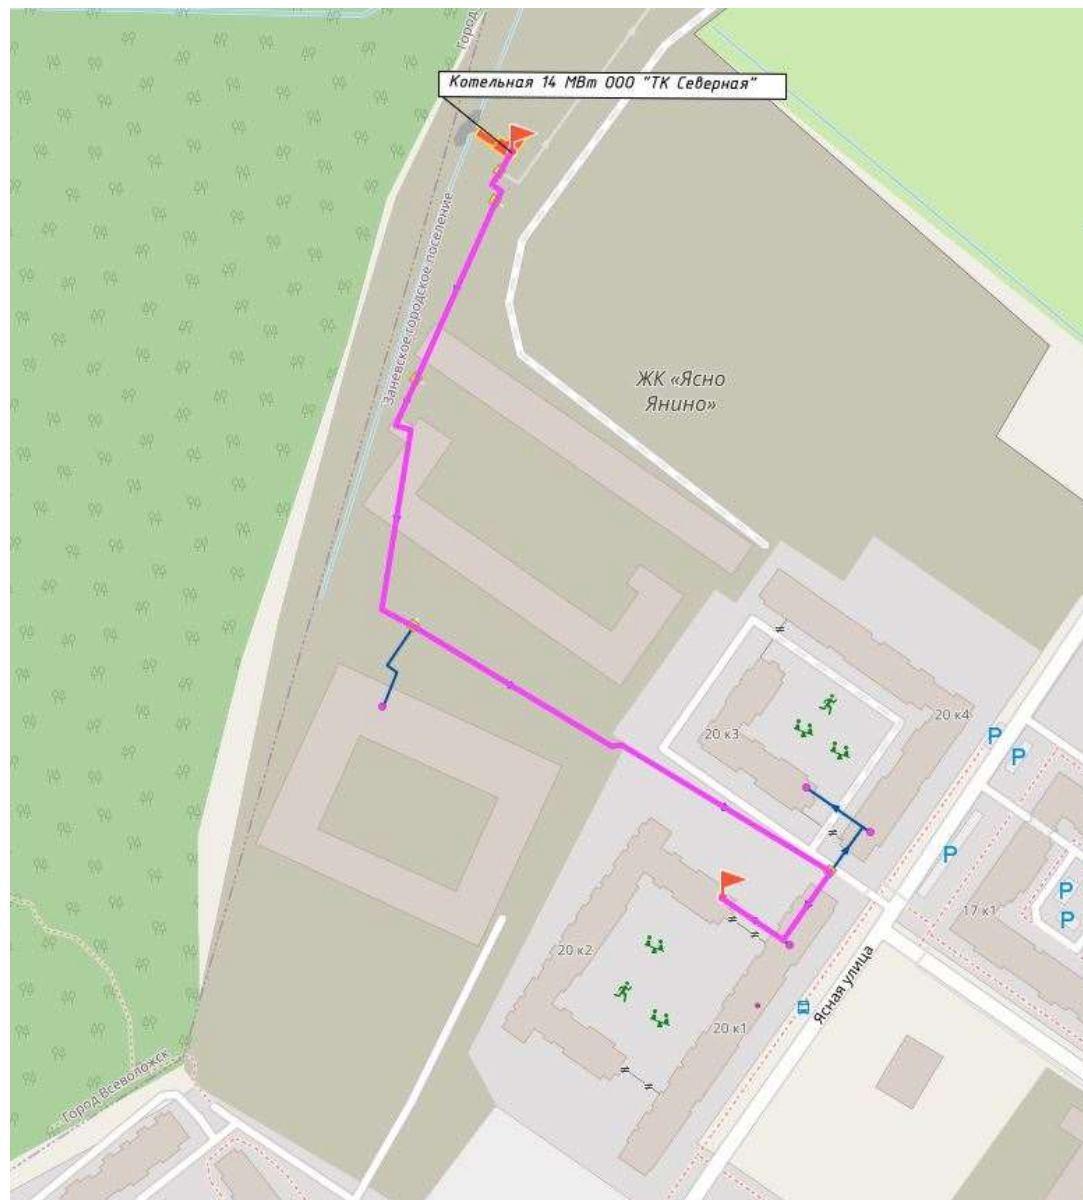 Город
Котельная 14 МВт ООО "ТК Северная"
Заневское городское поселение
ЖК «Ясно
Янино»
20 к4
20 к3
P
P
P
P
P
17 к1
20 к2
20 к1
Ясная улица
Город Всеволожск